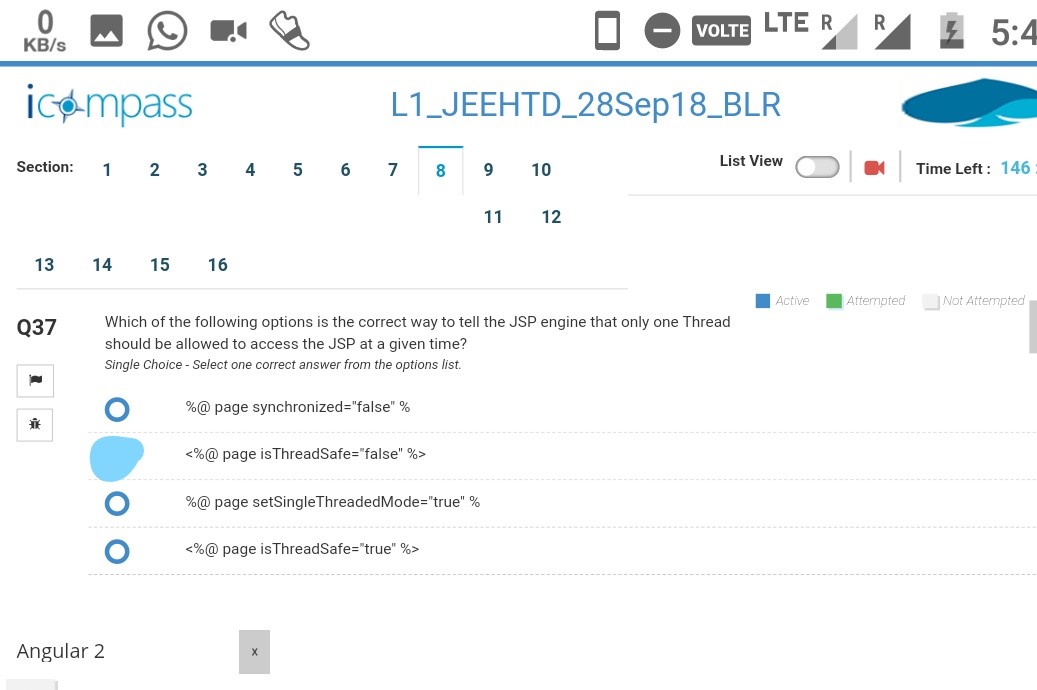 0
KB/s
VOLTE LTE R R 5:4
icompass
L1_JEEHTD_28Sep18_BLR
Section: 1 2 3 4 5 6 7 8 9 10
List View
Time Left : 146 :
11 12
13 14 15 16
Active Attempted Not Attempted
Q37
Which of the following options is the correct way to tell the JSP engine that only one Thread
should be allowed to access the JSP at a given time?
Single Choice - Select one correct answer from the options list.
%@ page synchronized="false" %
<%@ page isThreadSafe="false" %>
%@ page setSingleThreadedMode="true" %
<%@ page isThreadSafe="true" %>
Angular 2
x